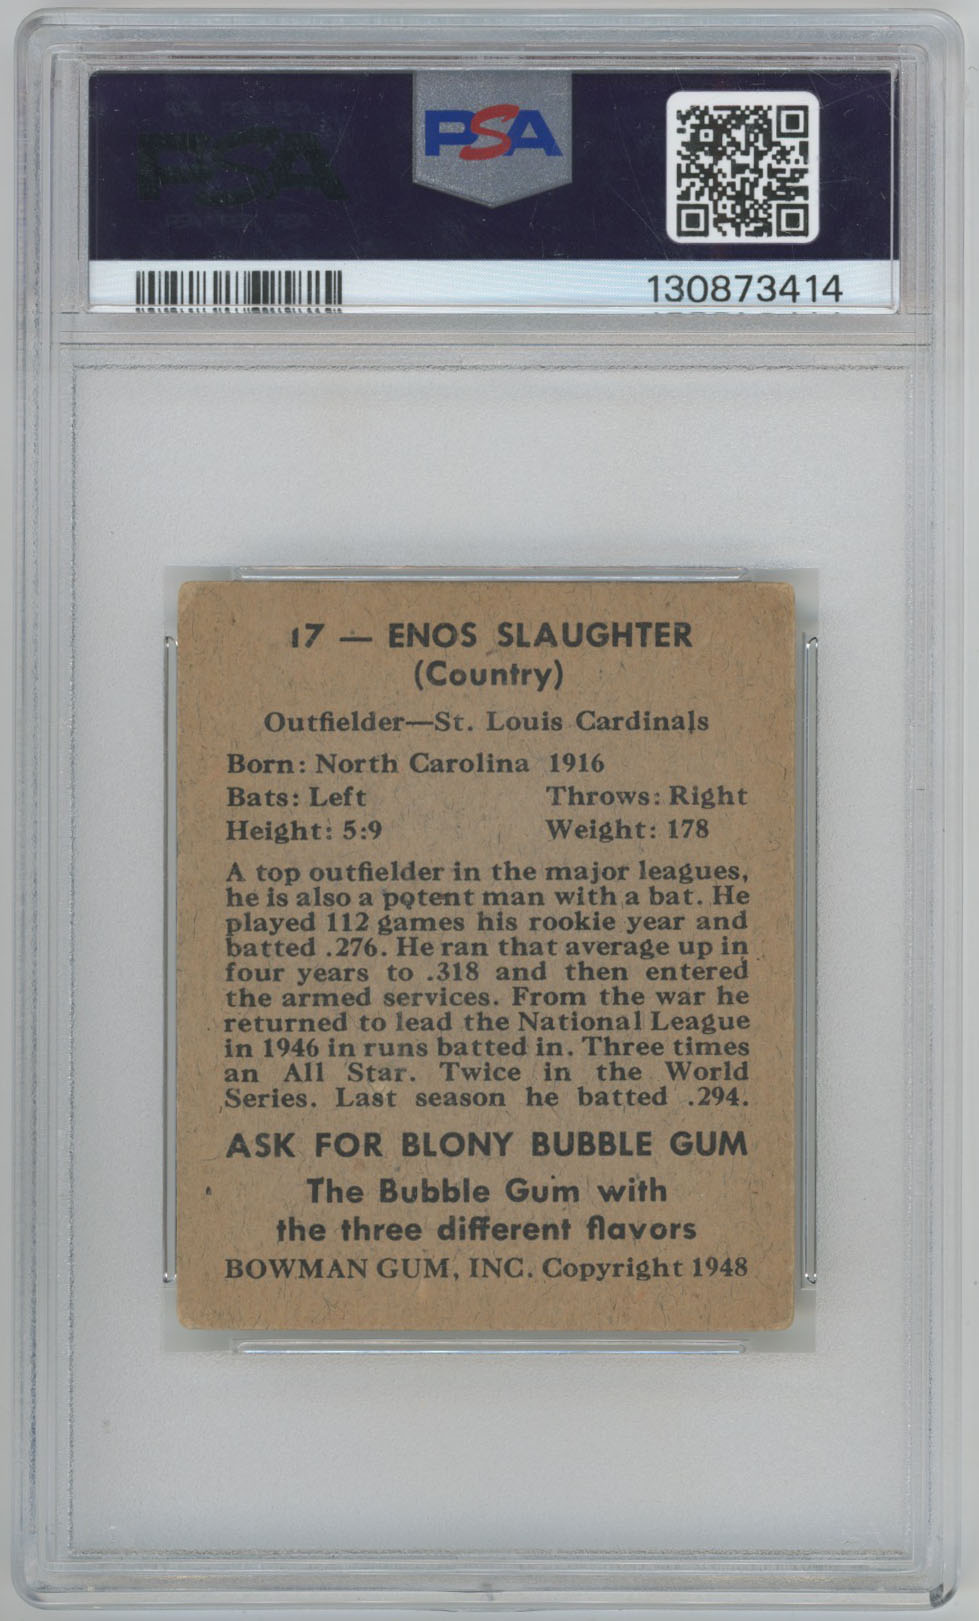 PSA
PSA
130873414
17 — ENOS SLAUGHTER
(Country)
Outfielder—St. Louis Cardinals
Born: North Carolina 1916
Bats: Left Throws: Right
Height: 5:9 Weight: 178
A top outfielder in the major leagues,
he is also a potent man with a bat. He
played 112 games his rookie year and
batted .276. He ran that average up in
four years to .318 and then entered
the armed services. From the war he
returned to lead the National League
in 1946 in runs batted in. Three times
an All Star. Twice in the World
Series. Last season he batted .294.
ASK FOR BLONY BUBBLE GUM
The Bubble Gum with
the three different flavors
BOWMAN GUM, INC. Copyright 1948